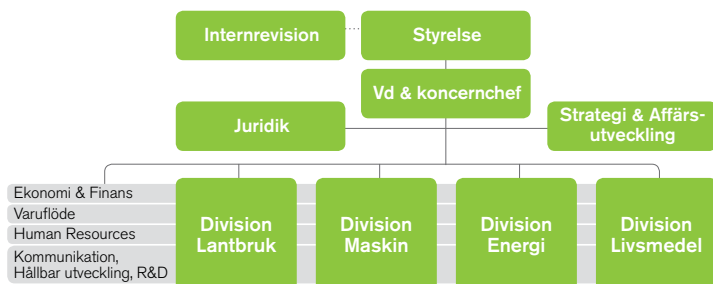 Internrevision
Styrelse
Vd & koncernchef
Juridik
Strategi & Affärs-
utveckling
Ekonomi & Finans
Varuflöde
Human Resources
Kommunikation,
Hållbar utveckling, R&D
Division
Lantbruk
Division
Maskin
Division
Energi
Division
Livsmedel